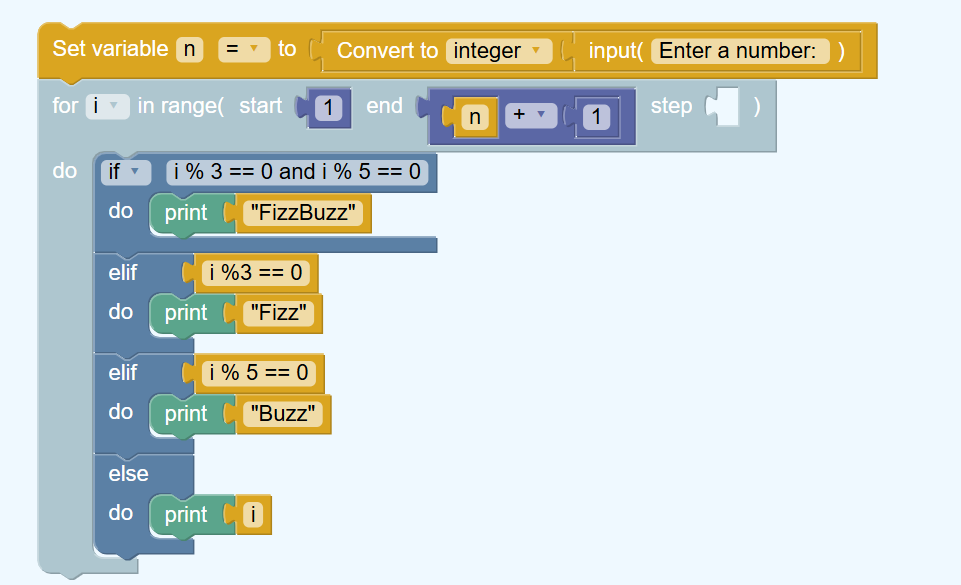 Set variable n = to Convert to integer input( Enter a number: )
for i in range( start 1 end n + 1 step )
do if i % 3 == 0 and i % 5 == 0
do print "FizzBuzz"
elif i %3 == 0
do print "Fizz"
elif i % 5 == 0
do print "Buzz"
else
do print i